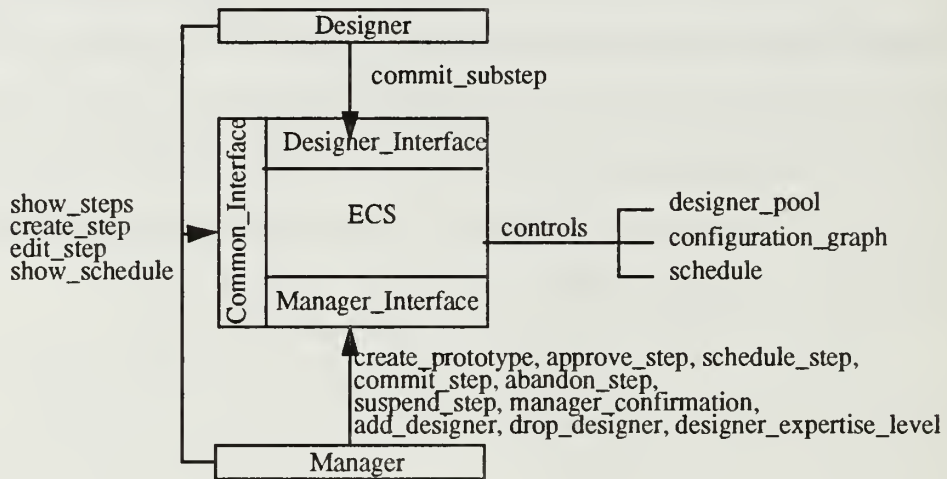 Designer
commit_substep
Designer_Interface
Common_Interface
ECS
show_steps
create_step
edit_step
show_schedule
controls
designer_pool
configuration_graph
schedule
Manager_Interface
create_prototype, approve_step, schedule_step,
commit_step, abandon_step,
suspend_step, manager_confirmation,
add_designer, drop_designer, designer_expertise_level
Manager